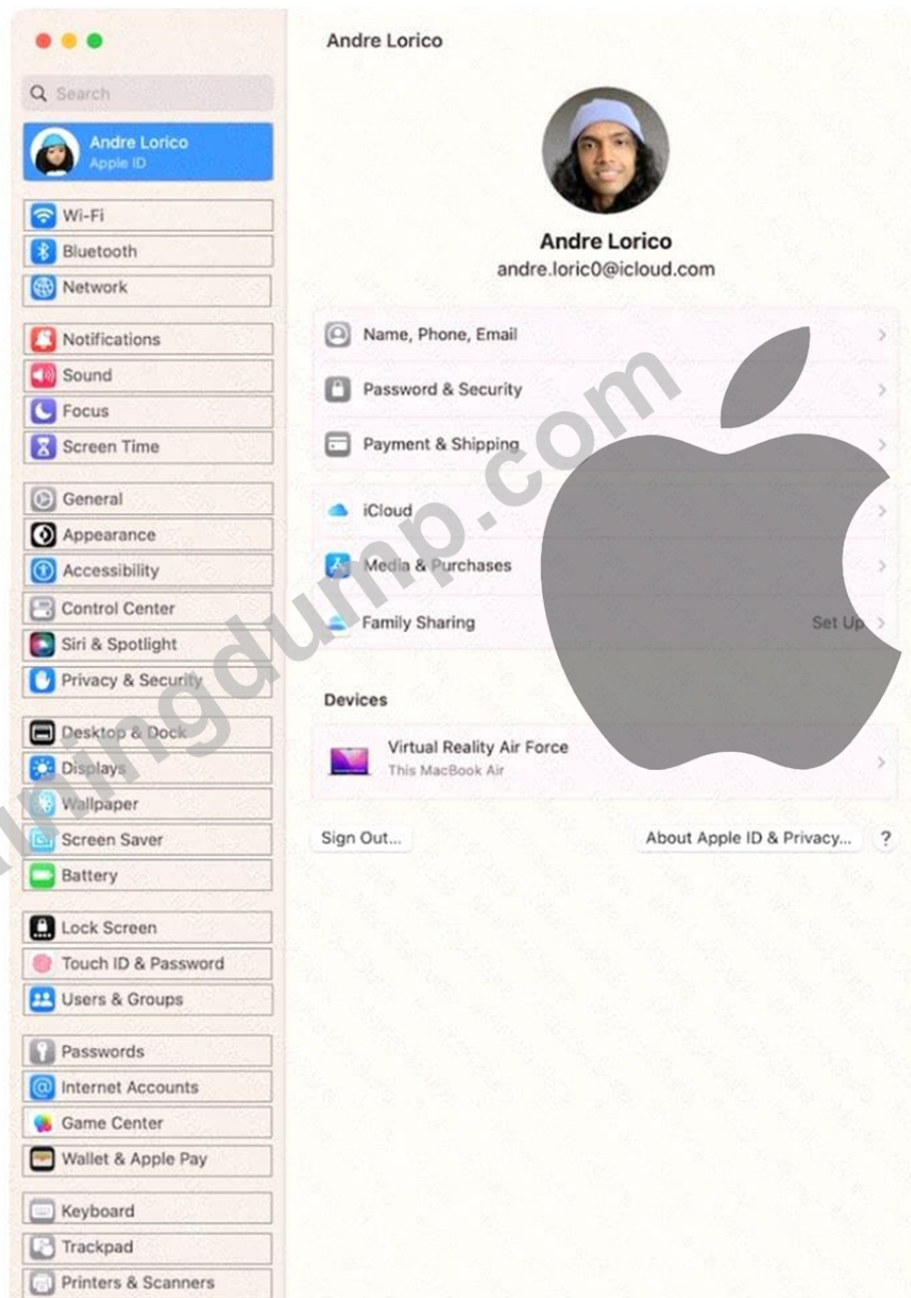 Andre Lorico
Search
Andre Lorico
Apple ID
Wi-Fi
Bluetooth
Network
Notifications
Sound
Focus
Screen Time
General
Appearance
Accessibility
Control Center
Siri & Spotlight
Privacy & Security
Desktop & Dock
Displays
Wallpaper
Screen Saver
Battery
Lock Screen
Touch ID & Password
Users & Groups
Passwords
Internet Accounts
Game Center
Wallet & Apple Pay
Keyboard
Trackpad
Printers & Scanners
Andre Lorico
andre.loric0@icloud.com
Name, Phone, Email
Password & Security
Payment & Shipping
iCloud
Media & Purchases
Family Sharing
Set Up
Devices
Virtual Reality Air Force
This MacBook Air
Sign Out...
About Apple ID & Privacy...
?
iningdump.com